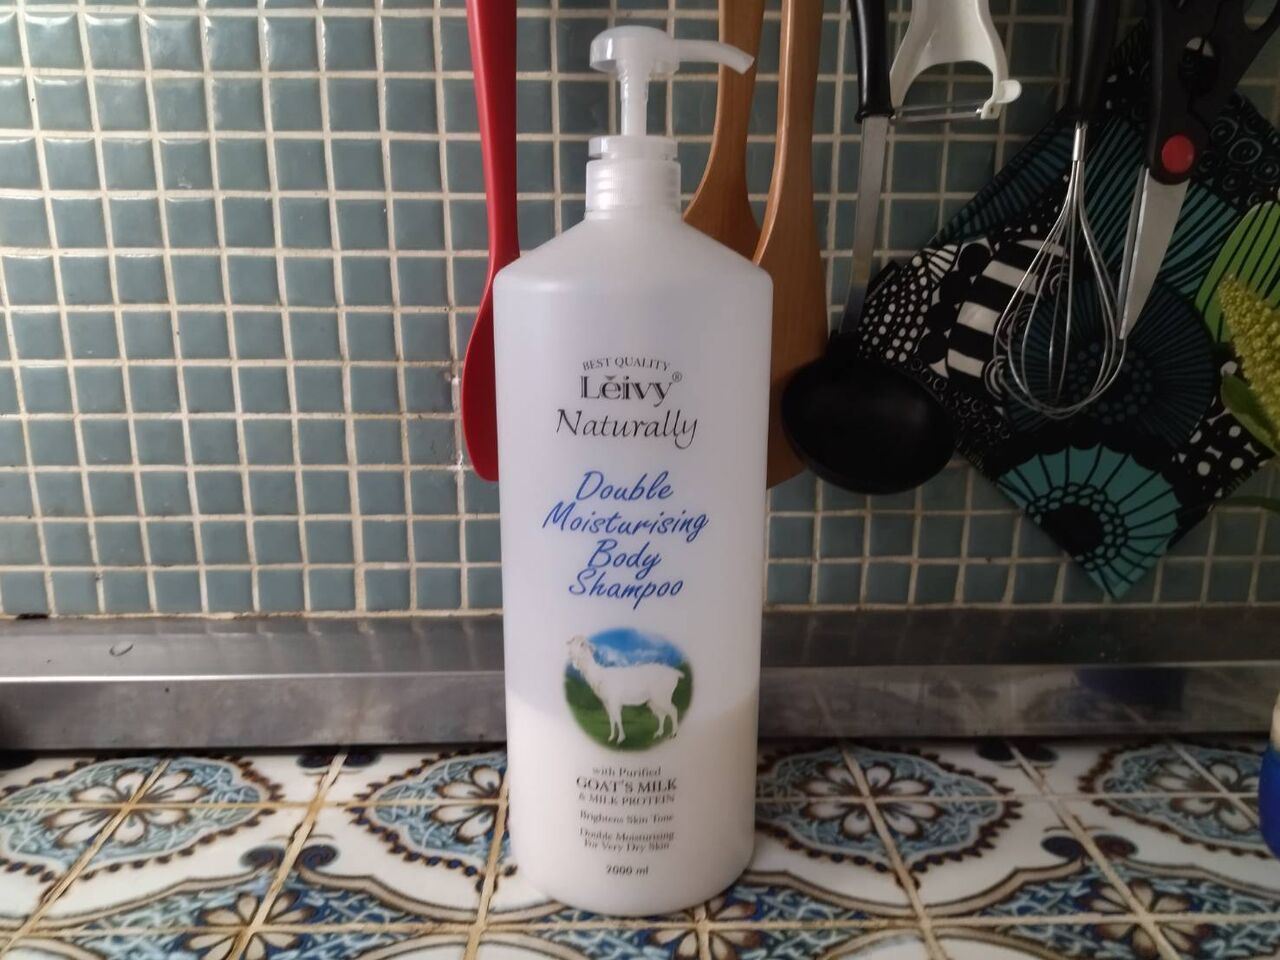 BEST QUALITY
Lěivy®
Naturally
Double
Moisturising
Body
Shampoo
with Purified
GOAT'S MILK
& MILK PROTEIN
Brightens Skin Tone
Double Moisturising
For Very Dry Skin
2000 ml